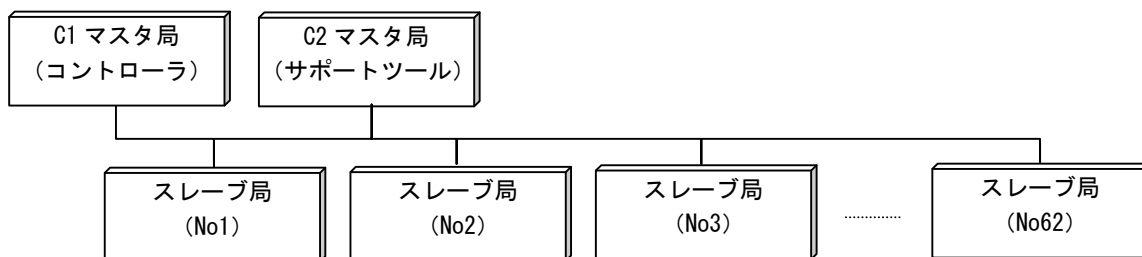 C1 マスタ局
(コントローラ)
C2 マスタ局
(サポートツール)
スレーブ局
(No1)
スレーブ局
(No2)
スレーブ局
(No3)
スレーブ局
(No62)